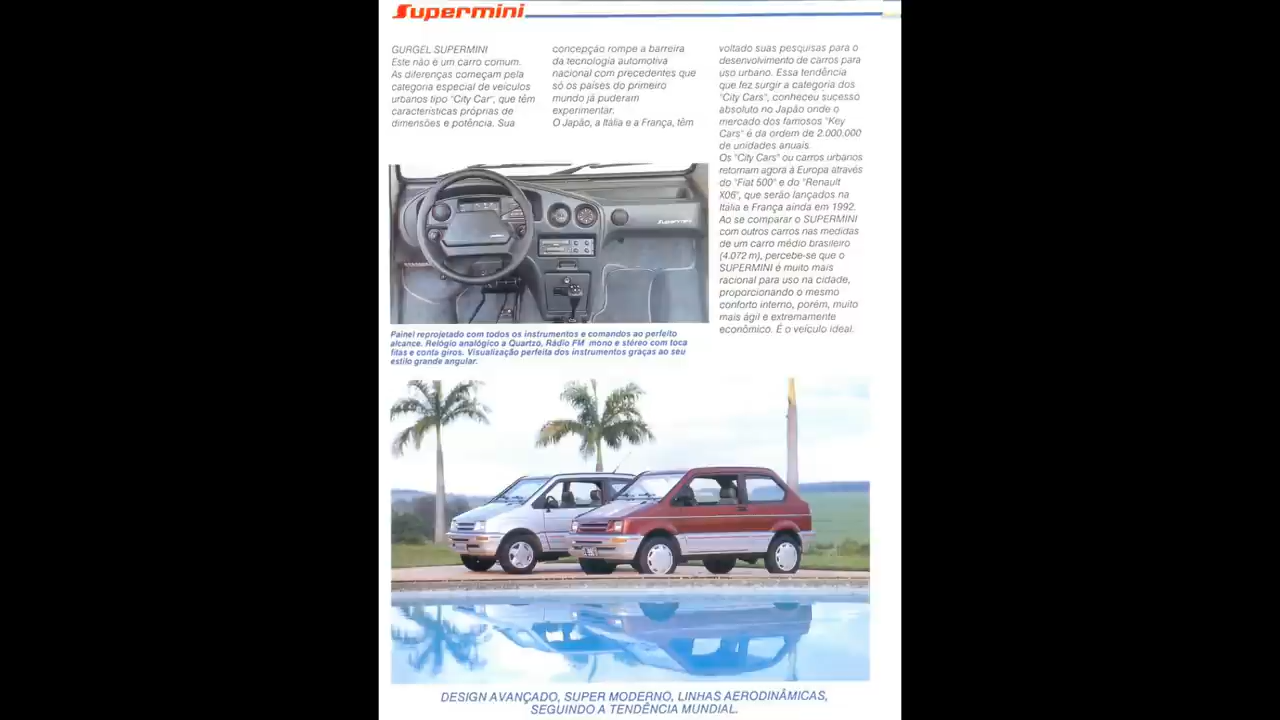 Supermini
GURGEL SUPERMINI
Este não é um carro comum.
As diferenças começam pela
categoria especial de veículos
urbanos tipo "City Car", que têm
características próprias de
dimensões e potência. Sua
concepção rompe a barreira
da tecnologia automotiva
nacional com precedentes que
só os países do primeiro
mundo já puderam
experimentar.
O Japão, a Itália e a França, têm
voltado suas pesquisas para o
desenvolvimento de carros para
uso urbano. Essa tendência
que fez surgir a categoria dos
"City Cars", conheceu sucesso
absoluto no Japão onde o
mercado dos famosos "Key
Cars" é da ordem de 2.000.000
de unidades anuais.
Os "City Cars" ou carros urbanos
retornam agora à Europa através
do "Fiat 500" e do "Renault
X06", que serão lançados na
Itália e França ainda em 1992.
Ao se comparar o SUPERMINI
com outros carros nas medidas
de um carro médio brasileiro
(4.072 m), percebe-se que o
SUPERMINI é muito mais
racional para uso na cidade,
proporcionando o mesmo
conforto interno, porém, muito
mais ágil e extremamente
econômico. É o veículo ideal.
Supermini
Painel reprojetado com todos os instrumentos e comandos ao perfeito
alcance. Relógio analógico a Quartzo, Rádio FM mono e stéreo com toca
fitas e conta giros. Visualização perfeita dos instrumentos graças ao seu
estilo grande angular.
DESIGN AVANÇADO, SUPER MODERNO, LINHAS AERODINÂMICAS,
SEGUINDO A TENDÊNCIA MUNDIAL.